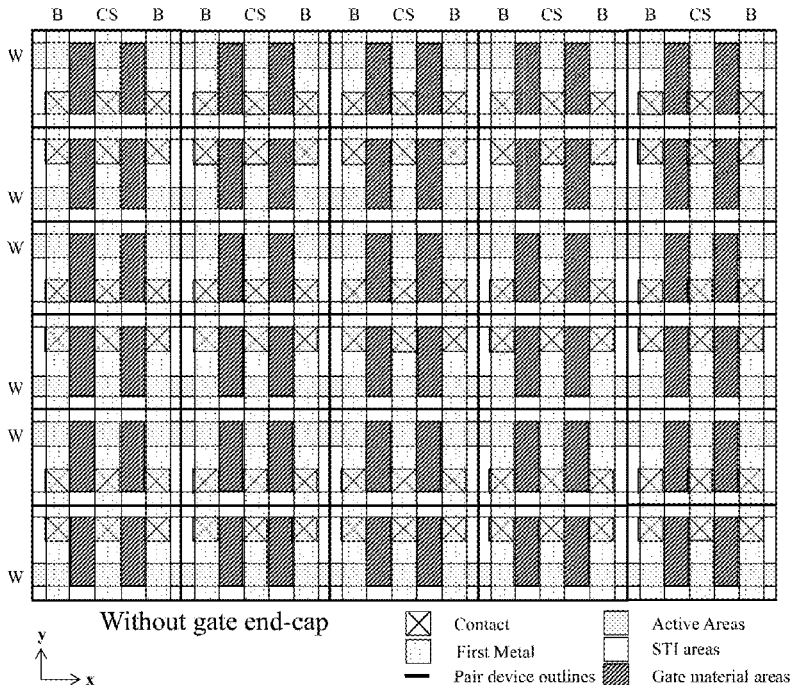 B CS B B CS B B CS B B CS B B CS B
W
W
W
W
W
W
Without gate end-cap
Contact
Active Areas
First Metal
STI areas
Pair device outlines
Gate material areas
y
x